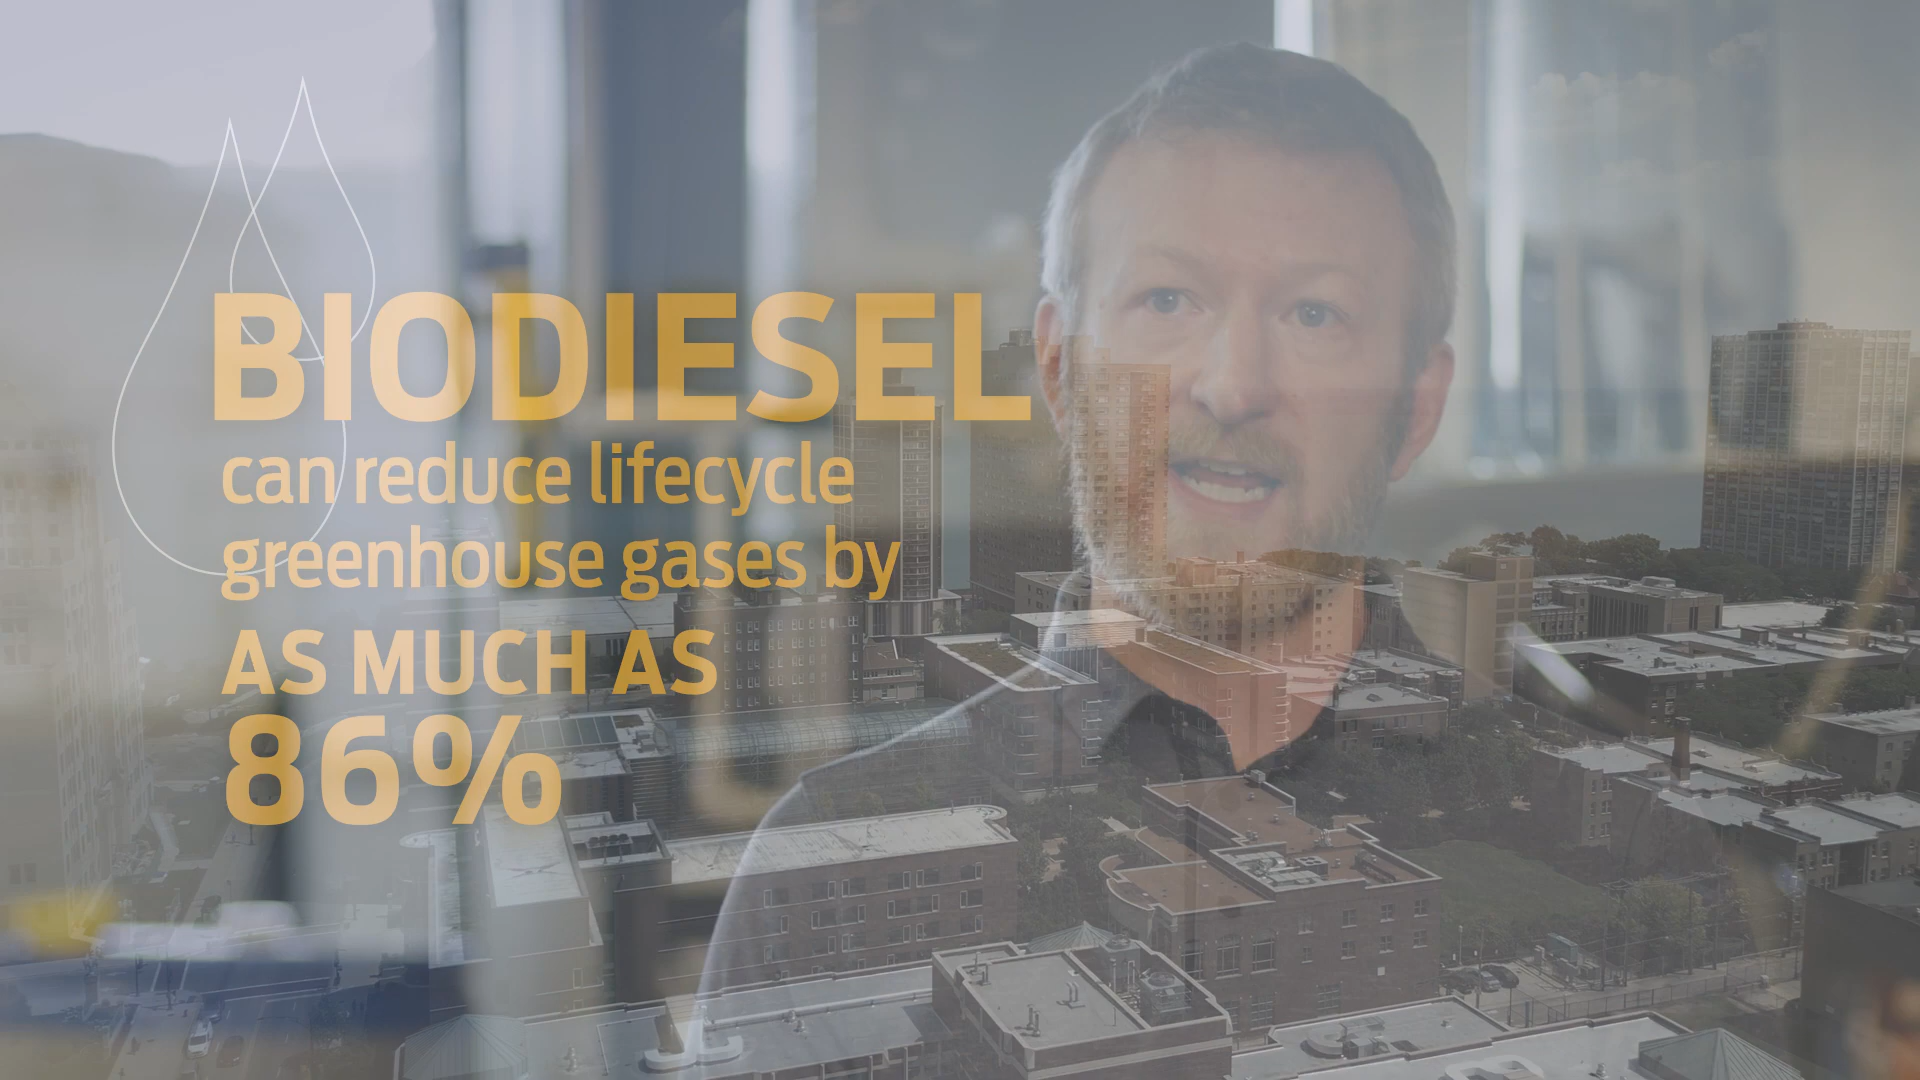 BIODIESEL
can reduce lifecycle
greenhouse gases by
AS MUCH AS
86%